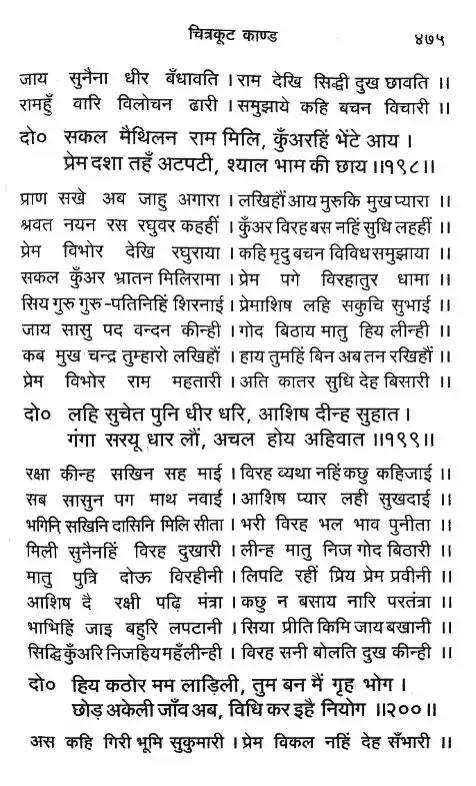 चित्रकूट काण्ड ४७५
जाय सुनैना धीर बँधावति । राम देखि सिद्धी दुख छावति ।।
रामहुँ वारि विलोचन ढारी । समुझाये कहि बचन विचारी ।।
दो० सकल मैथिलन राम मिलि, कुँअरहिं भेंटे आय ।
प्रेम दशा तहँ अटपटी, श्याल भाम की छाय ।।१९८।।
प्राण सखे अब जाहु अगारा । लखिहौं आय मुरुकि मुख प्यारा ।।
श्रवत नयन रस रघुवर कहहीं । कुँअर विरह बस नहिं सुधि लहहीं ।।
प्रेम विभोर देखि रघुराया । कहि मृदु बचन विविध समुझाया ।।
सकल कुँअर भ्रातन मिलिरामा । प्रेम पगे विरहातुर धामा ।।
सिय गुरु गुरु-पतिनिहिं शिरनाई । प्रेमाशिष लहि सकुचि सुभाई ।।
जाय सासु पद वन्दन कीन्ही । गोद बिठाय मातु हिय लीन्ही ।।
कब मुख चन्द्र तुम्हारो लखिहौं । हाय तुमहिं बिन अब तन रखिहौं ।।
प्रेम विभोर राम महतारी । अति कातर सुधि देह बिसारी ।।
दो० लहि सुचेत पुनि धीर धरि, आशिष दीन्ह सुहात ।
गंगा सरयू धार लौं, अचल होय अहिवात ।।१९९।।
रक्षा कीन्ह सखिन सह माई । विरह व्यथा नहिं कछु कहिजाई ।।
सब सासुन पग माथ नवाई । आशिष प्यार लही सुखदाई ।।
भगिनि सखिनि दासिनि मिलि सीता । भरी विरह भल भाव पुनीता ।।
मिली सुनैनहिं विरह दुखारी । लीन्ह मातु निज गोद बिठारी ।।
मातु पुत्रि दोऊ विरहीनी । लिपटि रहीं प्रिय प्रेम प्रवीनी ।।
आशिष दै रक्षी पढ़ि मंत्रा । कछु न बसाय नारि परतंत्रा ।।
भाभिहिं जाइ बहुरि लपटानी । सिया प्रीति किमि जाय बखानी ।।
सिद्धि कुँअरि निजहिय महँ लीन्ही । विरह सनी बोलति दुख कीन्ही ।।
दो० हिय कठोर मम लाड़िली, तुम बन मैं गृह भोग ।
छोड़ अकेली जाँव अब, विधि कर इहै नियोग ।।२००।।
अस कहि गिरी भूमि सुकुमारी । प्रेम विकल नहिं देह सँभारी ।।